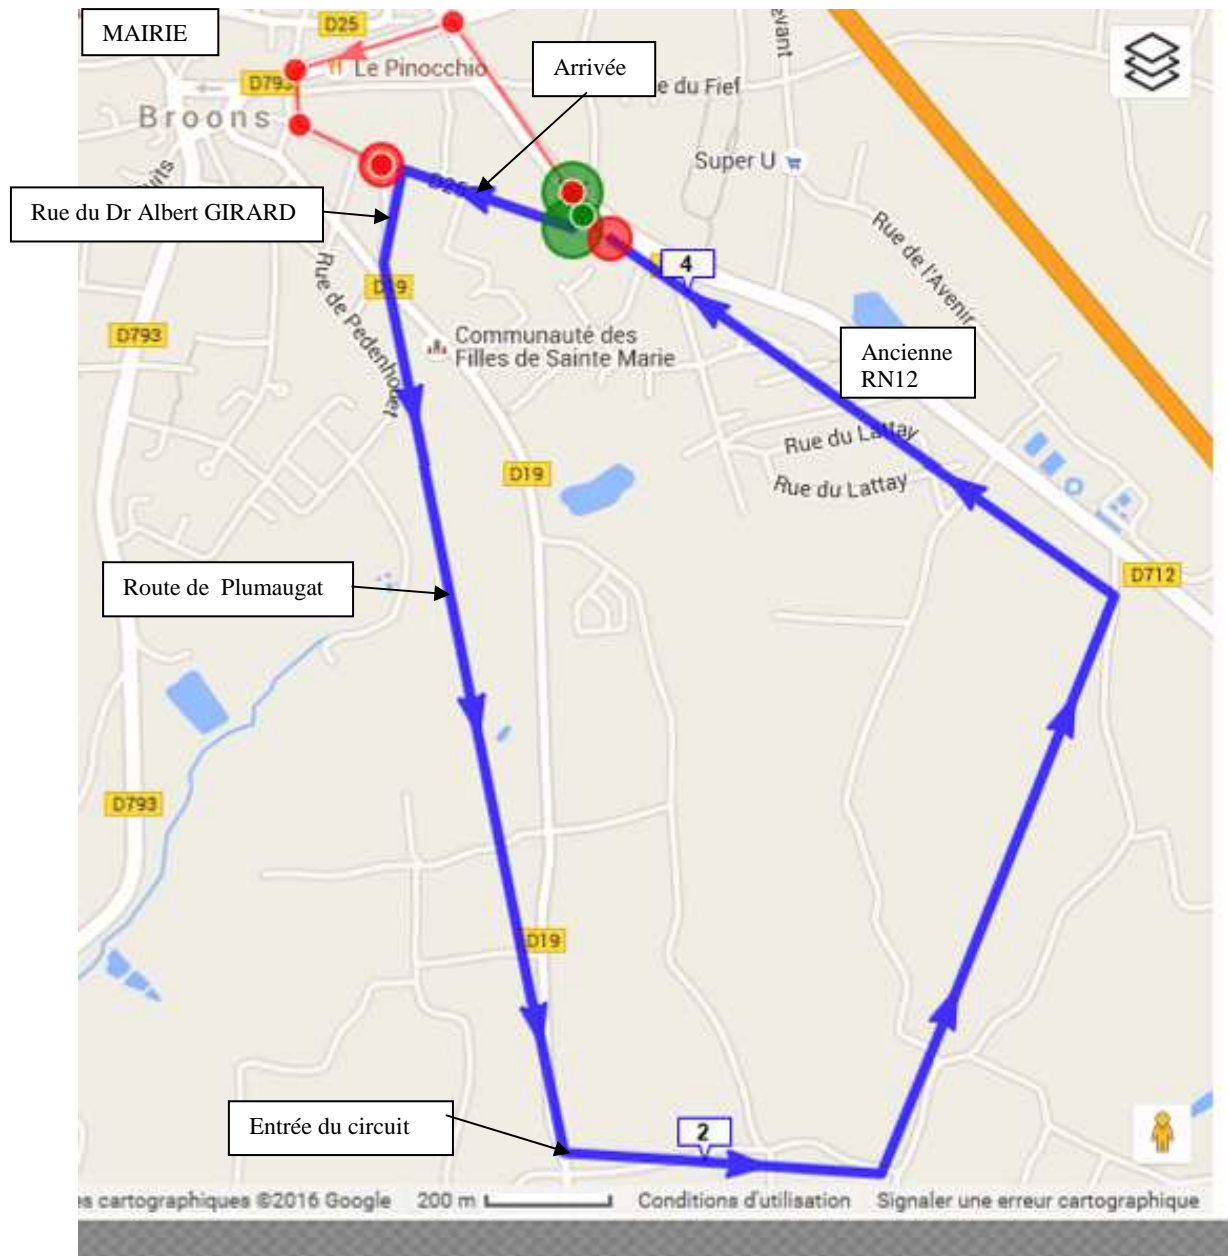 MAIRIE
D25
Le Pinocchio
Arrivée
D793
e du Fief
evant
Broons
Super U
uits
D25
Rue du Dr Albert GIRARD
Rue de l'Avenir
4
Rue de Pedenhouet
D19
D793
Communauté des
Filles de Sainte Marie
Ancienne
RN12
Rue du Lattay
D19
Rue du Lattay
Route de Plumaugat
D712
D793
D19
Entrée du circuit
2
s cartographiques ©2016 Google
200 m
Conditions d'utilisation
Signaler une erreur cartographique